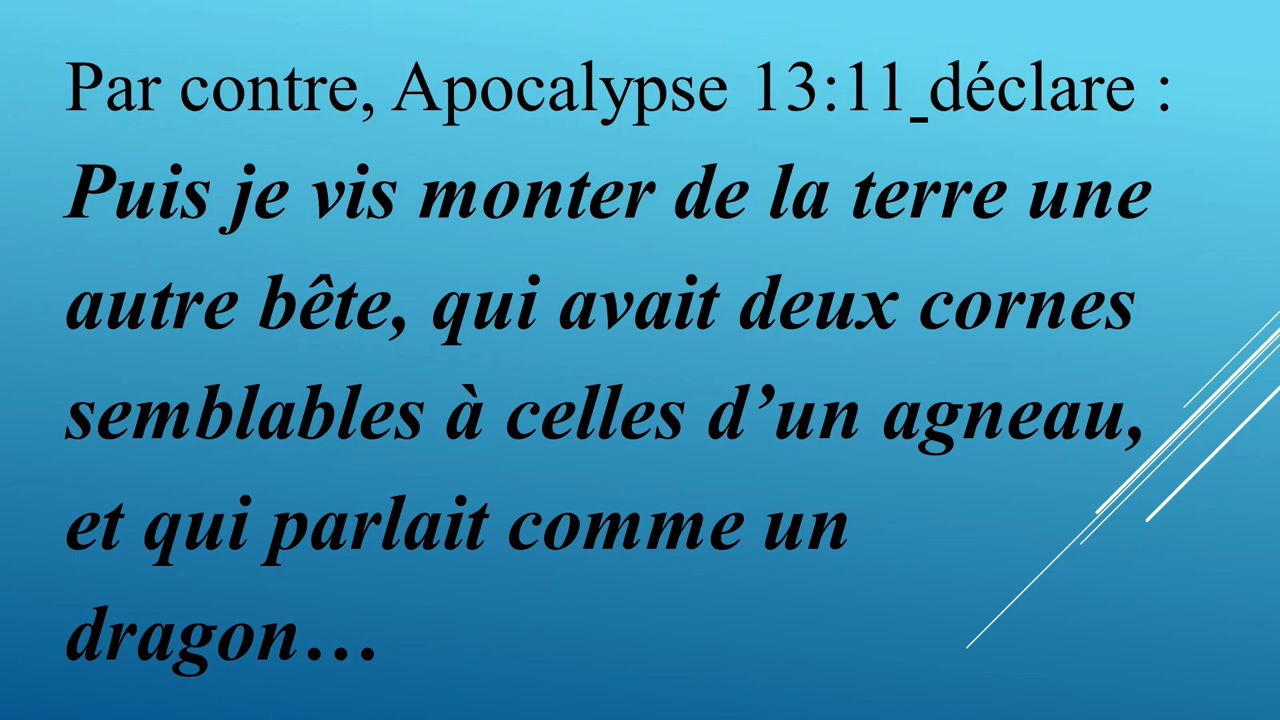 Par contre, Apocalypse 13:11 déclare :
Puis je vis monter de la terre une
autre bête, qui avait deux cornes
semblables à celles d’un agneau,
et qui parlait comme un
dragon…